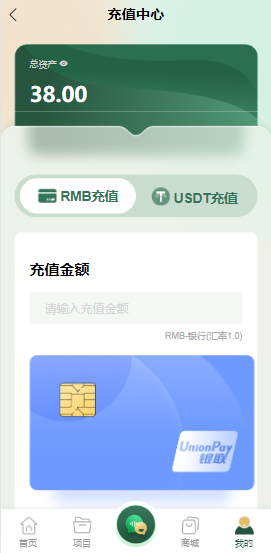 充值中心
总资产
38.00
RMB充值
USDT充值
充值金额
请输入充值金额
RMB-银行(汇率1.0)
UnionPay
银联
首页
项目
商城
我的